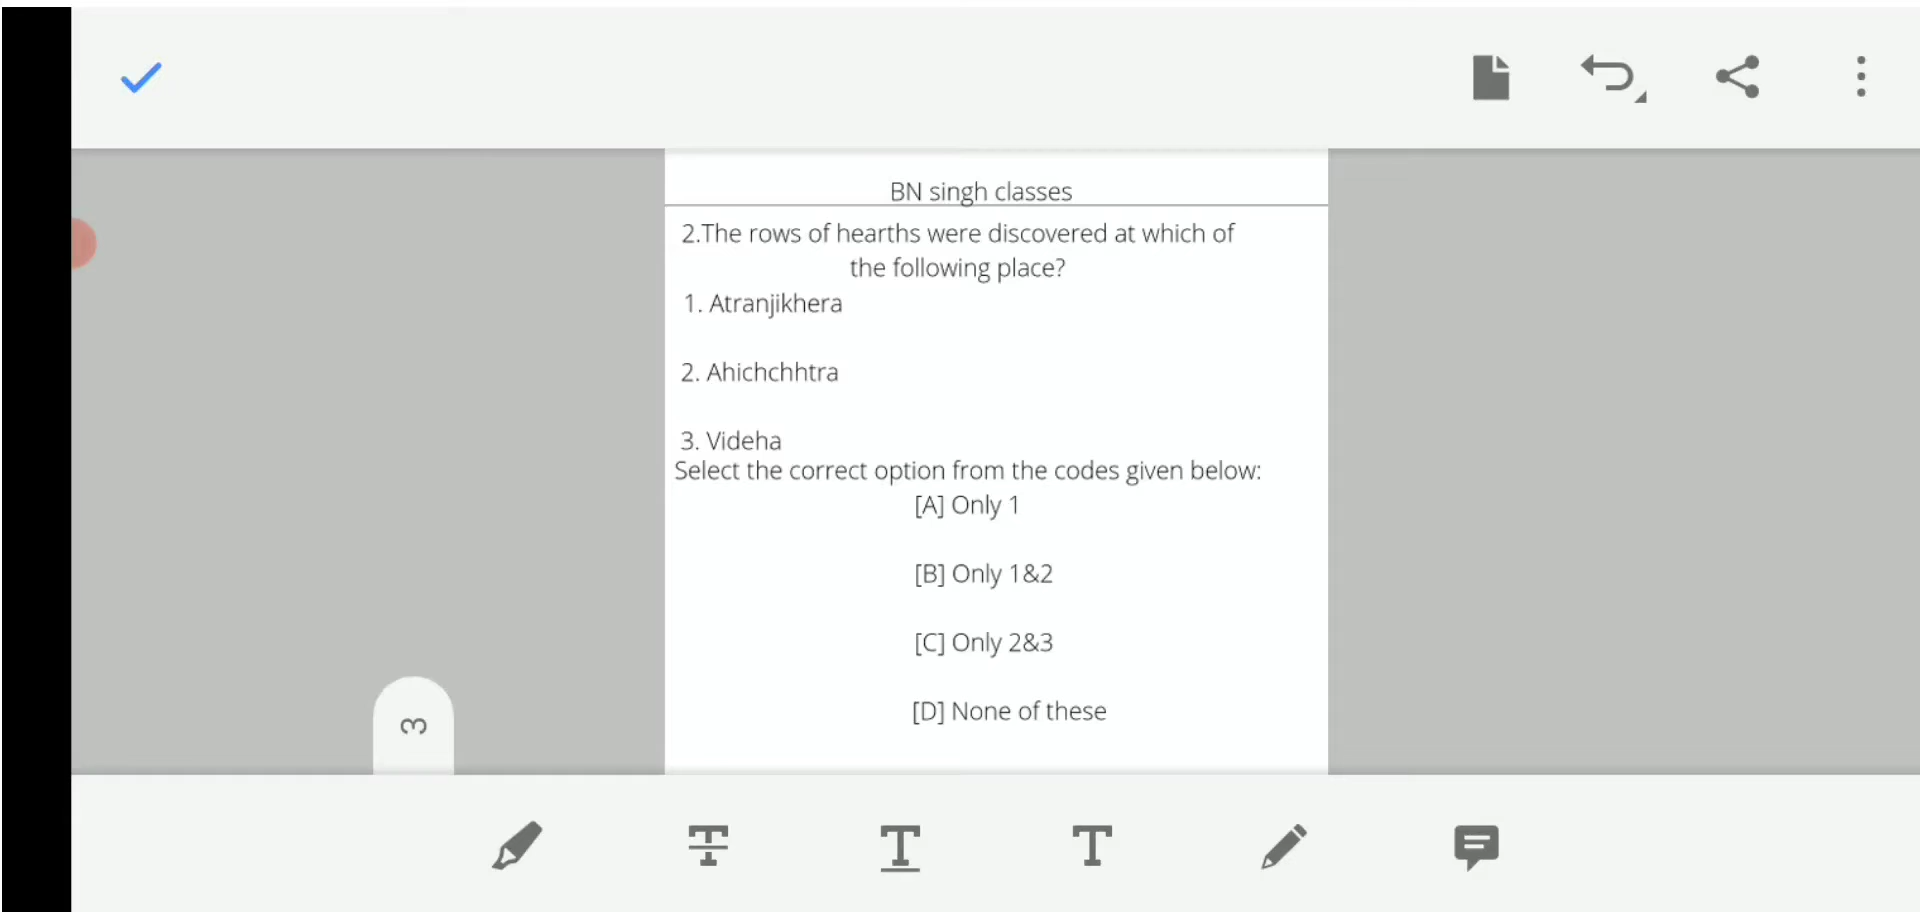 BN singh classes
2.The rows of hearths were discovered at which of
the following place?
1. Atranjikhera
2. Ahichchhtra
3. Videha
Select the correct option from the codes given below:
[A] Only 1
[B] Only 1&2
[C] Only 2&3
[D] None of these
3
T
T
T